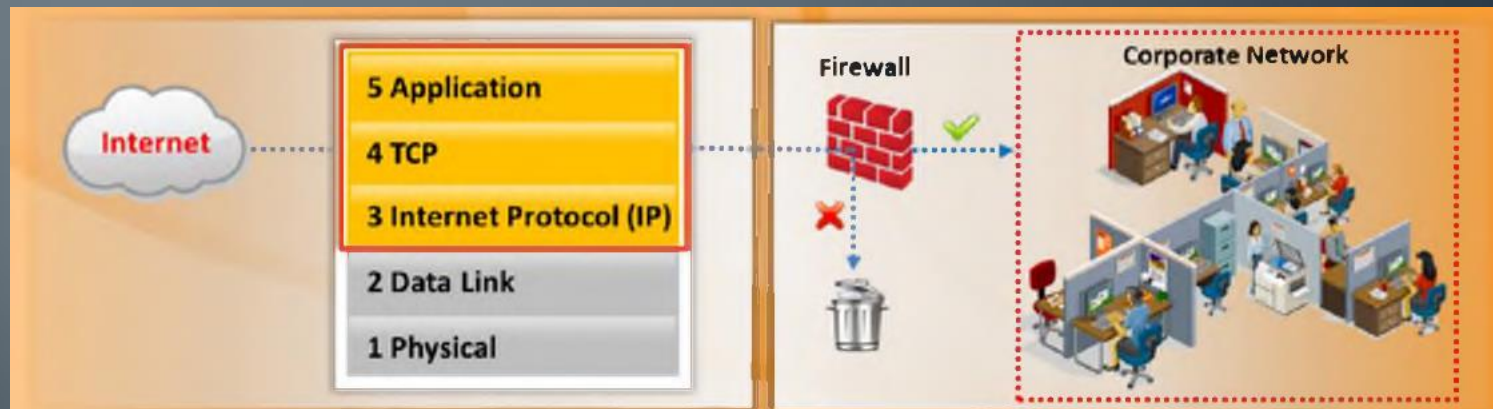 Internet
5 Application
4 TCP
3 Internet Protocol (IP)
2 Data Link
1 Physical
Firewall
Corporate Network